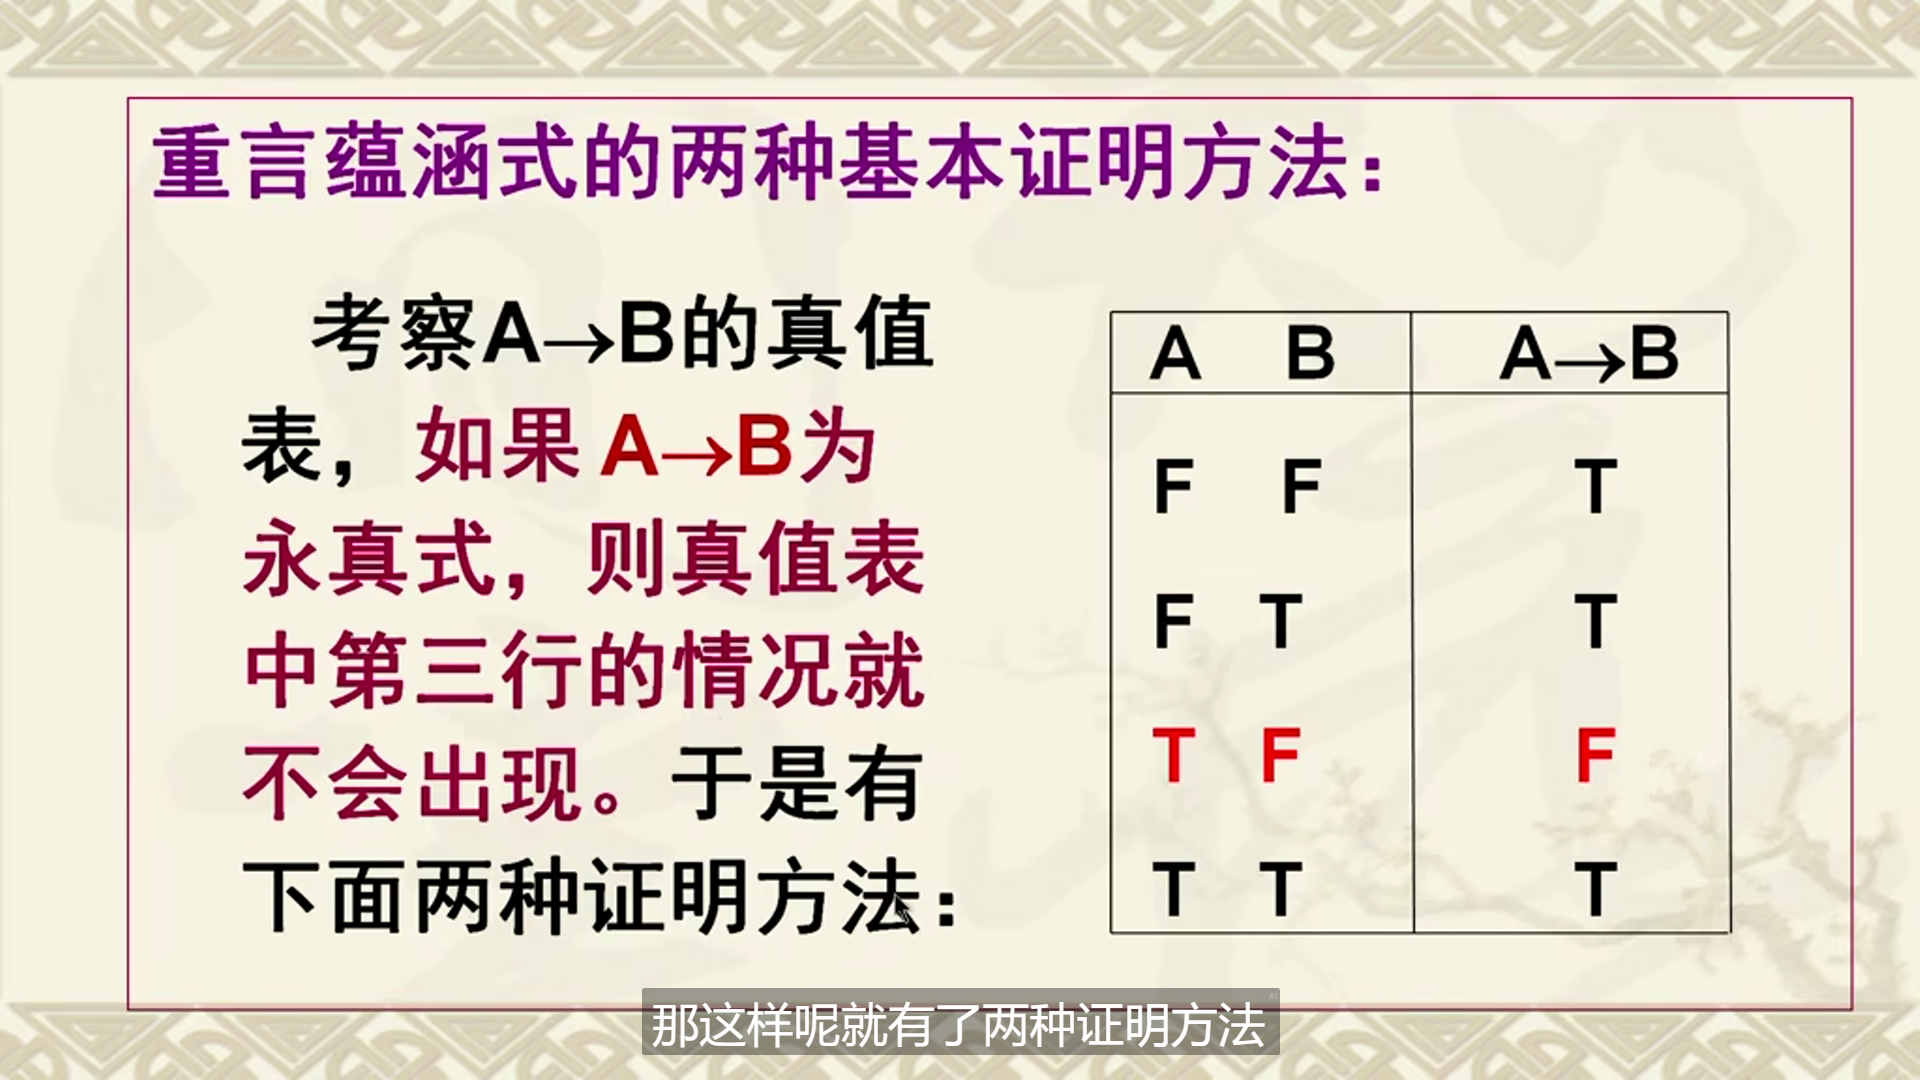 重言蕴涵式的两种基本证明方法：
考察A→B的真值
表，如果 A→B为
永真式，则真值表
中第三行的情况就
不会出现。于是有
下面两种证明方法：
A B A→B
F F T
F T T
T F F
T T T
那这样呢就有了两种证明方法